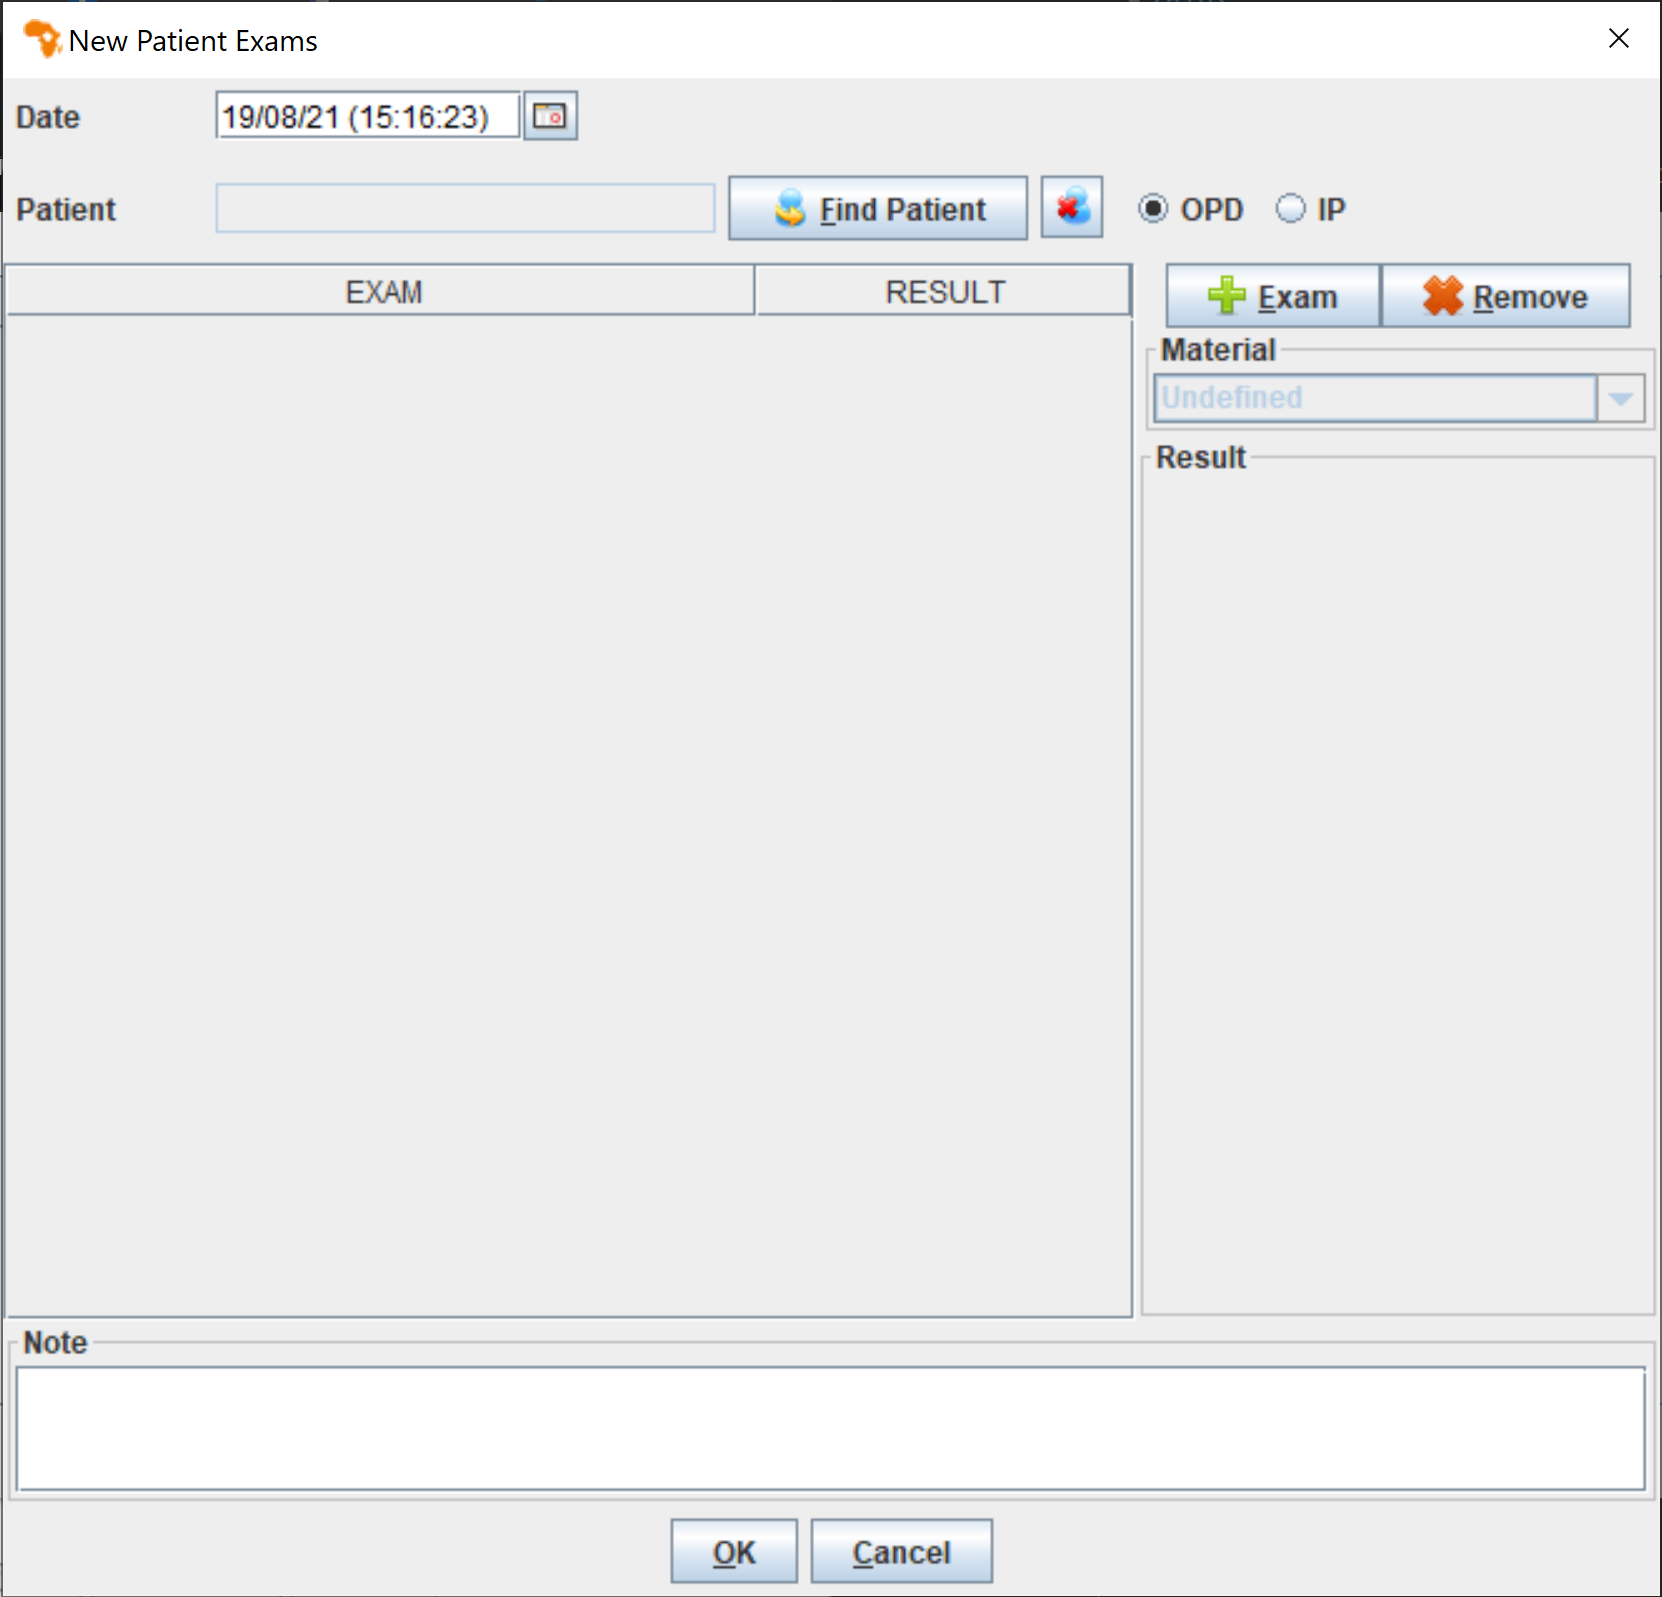 New Patient Exams
Date 19/08/21 (15:16:23)
Patient Find Patient OPD IP
EXAM RESULT Exam Remove
Material
Undefined
Result
Note
OK Cancel